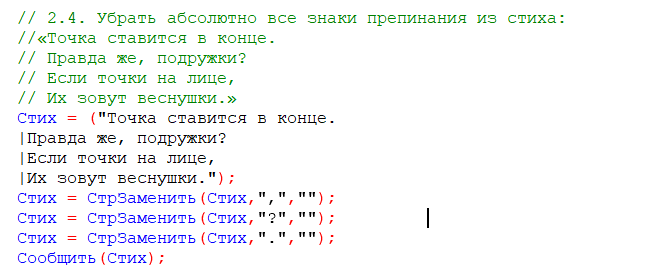 // 2.4. Убрать абсолютно все знаки препинания из стиха:
//«Точка ставится в конце.
// Правда же, подружки?
// Если точки на лице,
// Их зовут веснушки.»
Стих = ("Точка ставится в конце.
|Правда же, подружки?
|Если точки на лице,
|Их зовут веснушки.");
Стих = СтрЗаменить(Стих,",","");
Стих = СтрЗаменить(Стих,"?","");
Стих = СтрЗаменить(Стих,".","");
Сообщить(Стих);